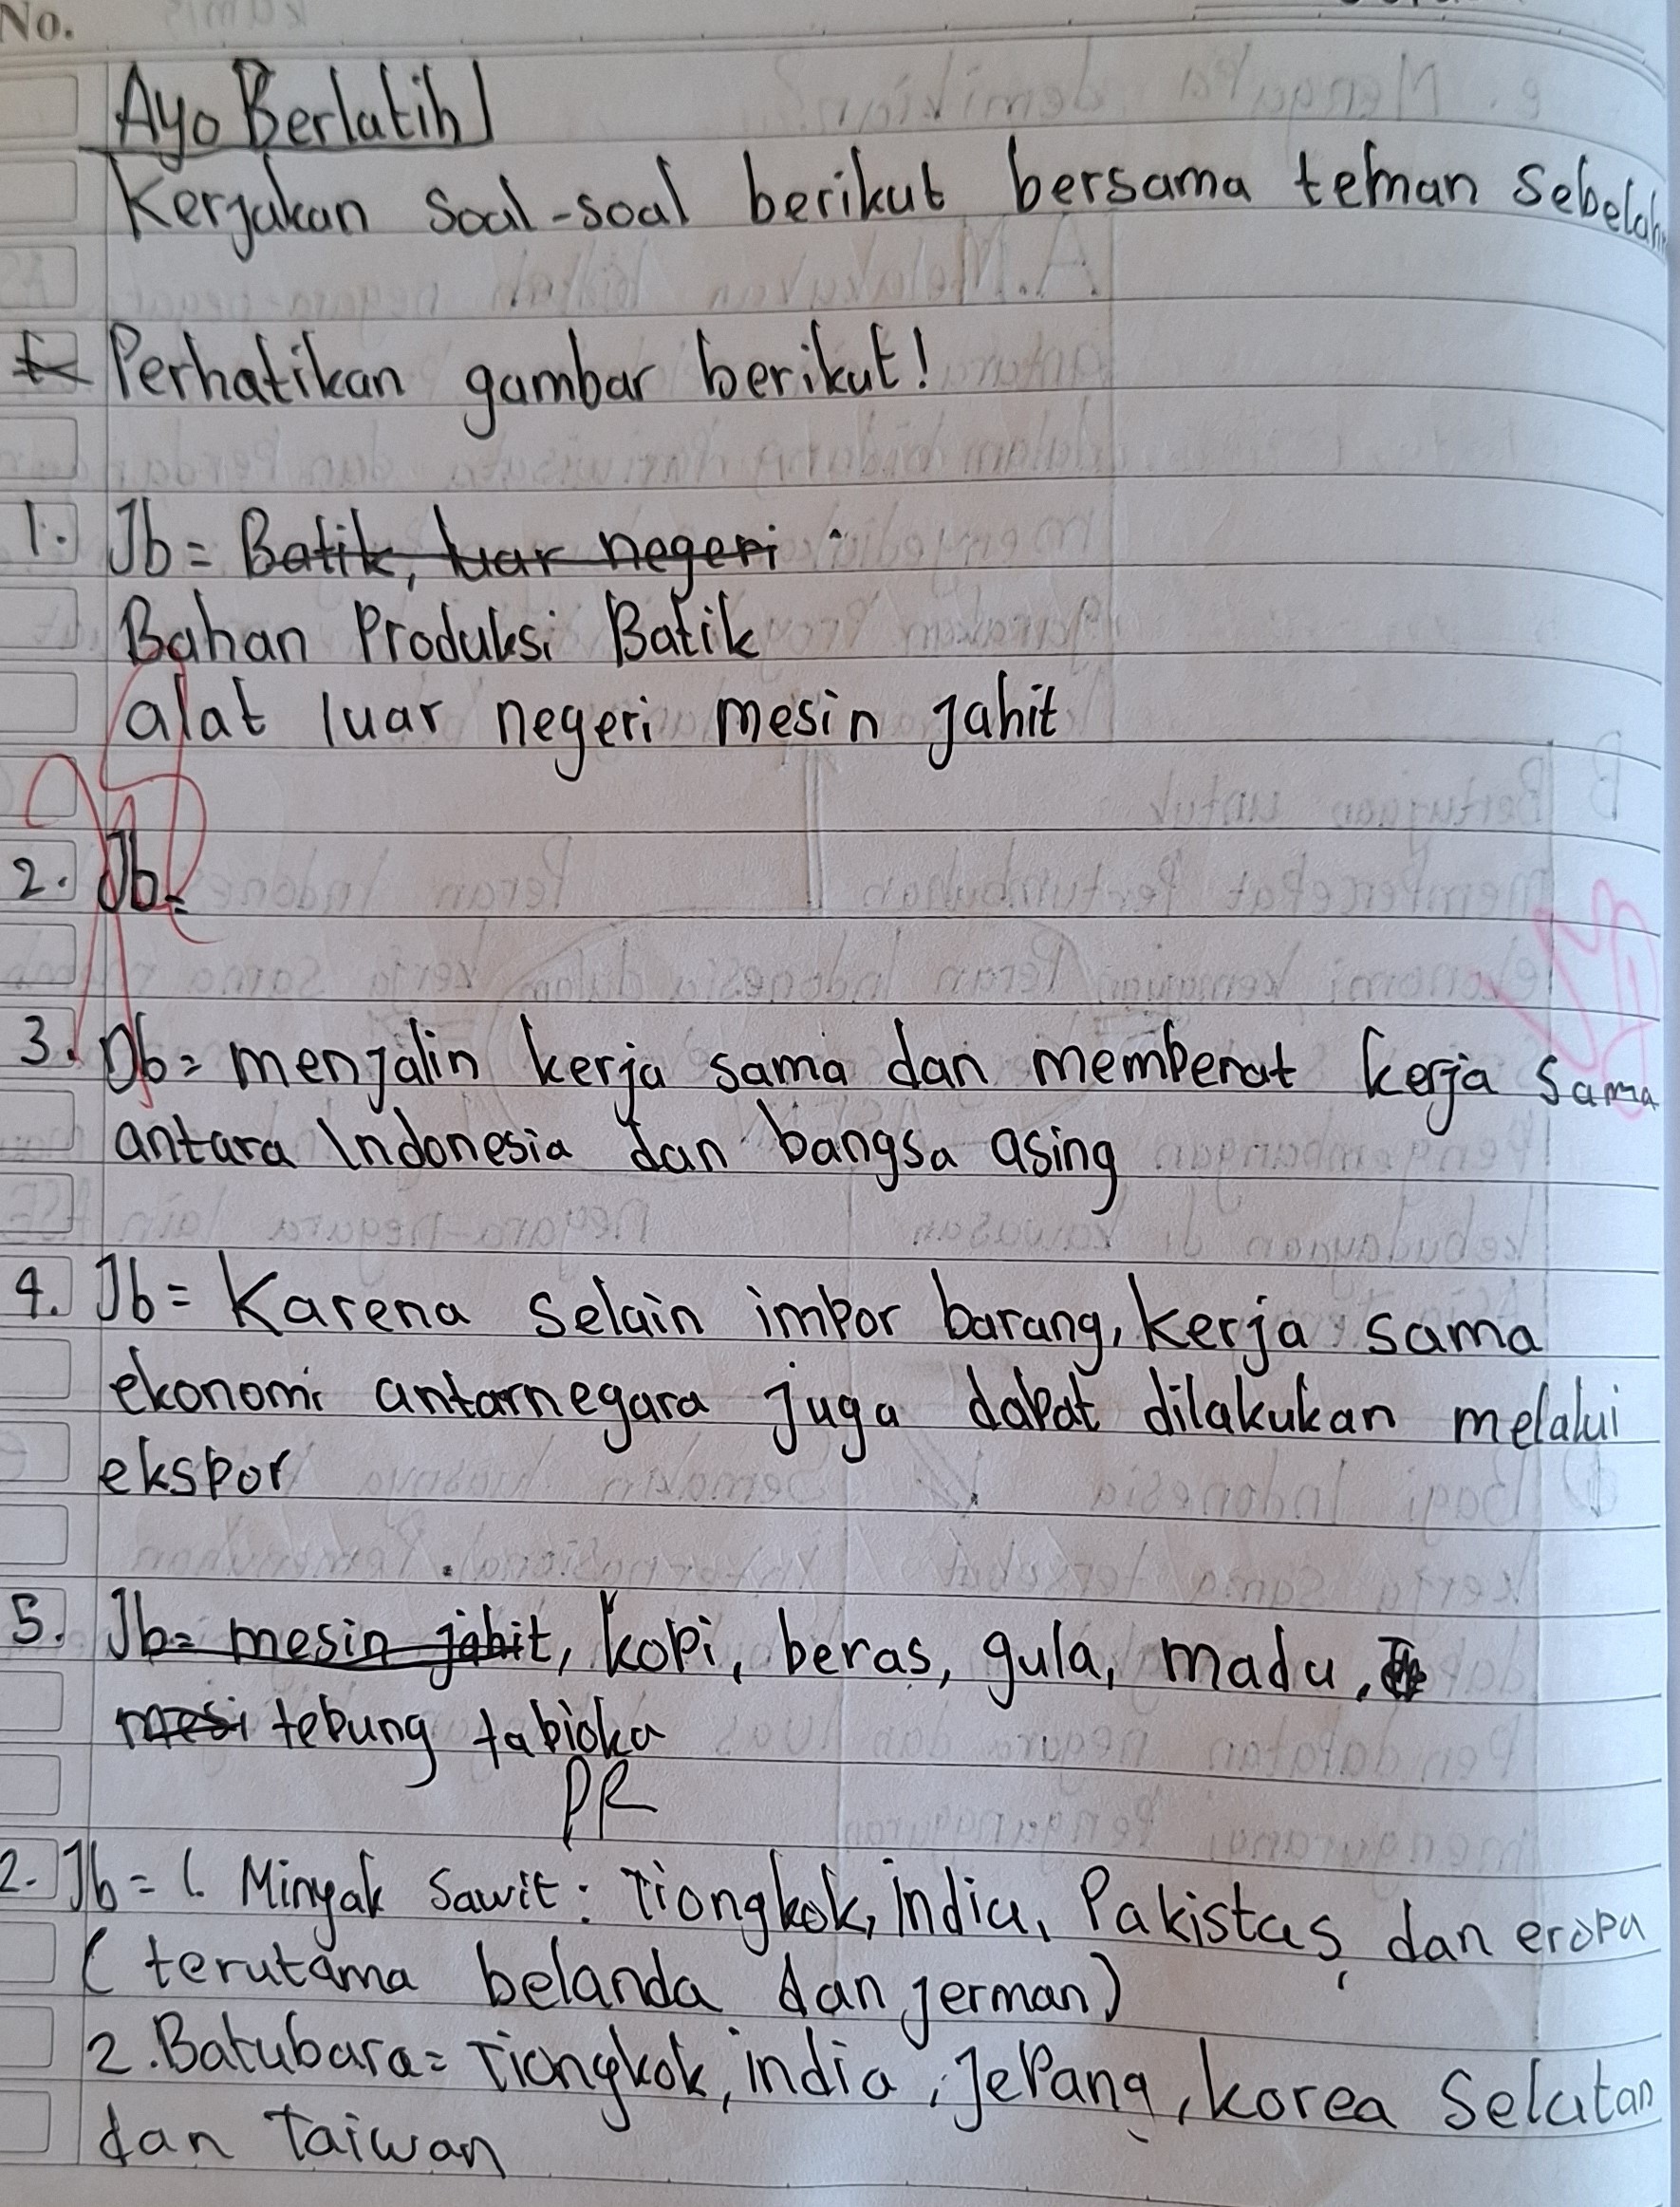 No.
Ayo Berlatih
Kerjakan soal-soal berikut bersama teman sebelah
Perhatikan gambar berikut!
1. Jb = Batik, luar negeri
Bahan Produksi Batik
alat luar negeri mesin jahit
2. Jb=
3. Jb= menjalin kerja sama dan memperat kerja sama
antara Indonesia dan bangsa asing
4. Jb= Karena selain impor barang, kerja sama
ekonomi antarnegara juga dapat dilakukan melalui
ekspor
5. Jb= mesin jahit, kopi, beras, gula, madu,
mesi tepung tapioka
PR
2. Jb = 1. Minyak Sawit: Tiongkok, india, Pakistas, dan eropa
(terutama belanda dan jerman)
2. Batubara= Tiongkok, india, Jepang, korea Selatan
dan Taiwan